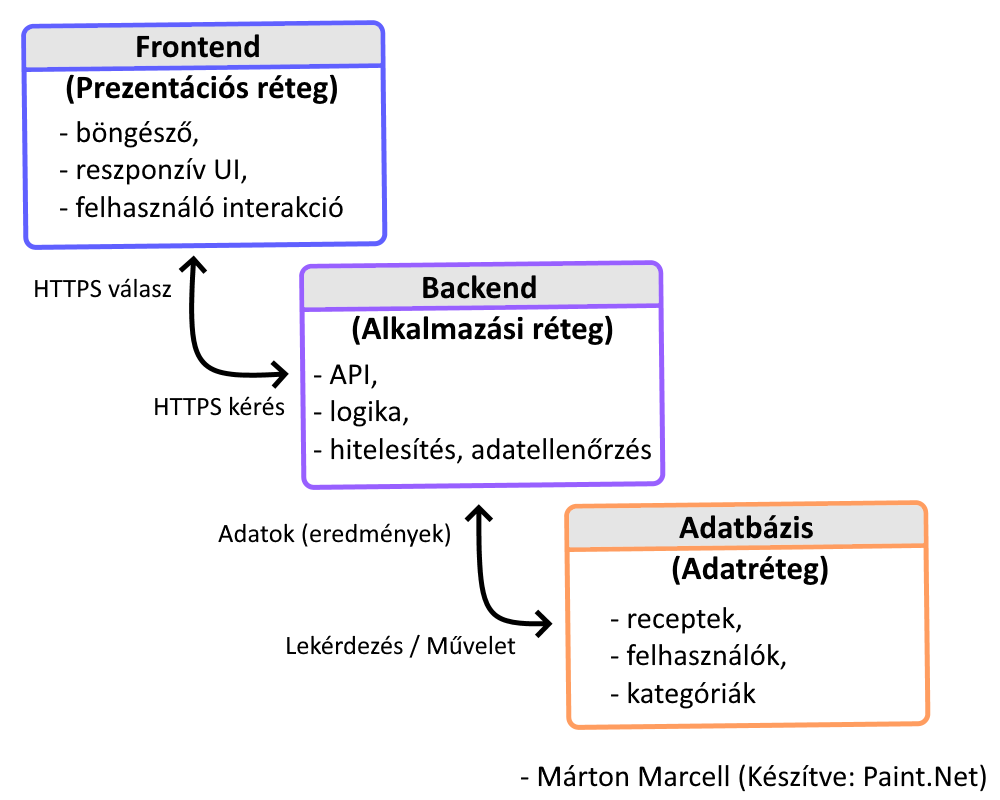 Frontend
(Prezentációs réteg)
- böngésző,
- reszponzív UI,
- felhasználó interakció
HTTPS válasz
HTTPS kérés
Backend
(Alkalmazási réteg)
- API,
- logika,
- hitelesítés, adatellenőrzés
Adatok (eredmények)
Lekérdezés / Művelet
Adatbázis
(Adatréteg)
- receptek,
- felhasználók,
- kategóriák
- Márton Marcell (Készítve: Paint.Net)